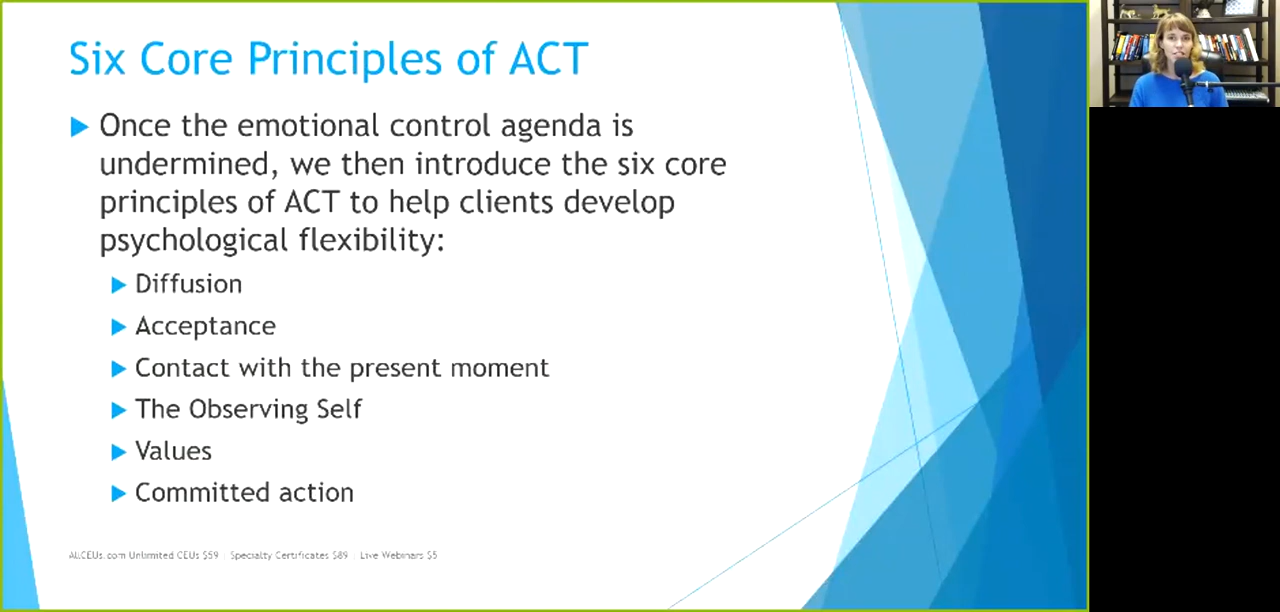 Six Core Principles of ACT
Once the emotional control agenda is
undermined, we then introduce the six core
principles of ACT to help clients develop
psychological flexibility:
Diffusion
Acceptance
Contact with the present moment
The Observing Self
Values
Committed action
AllCEUs.com Unlimited CEUs $59 | Specialty Certificates $89 | Live Webinars $5